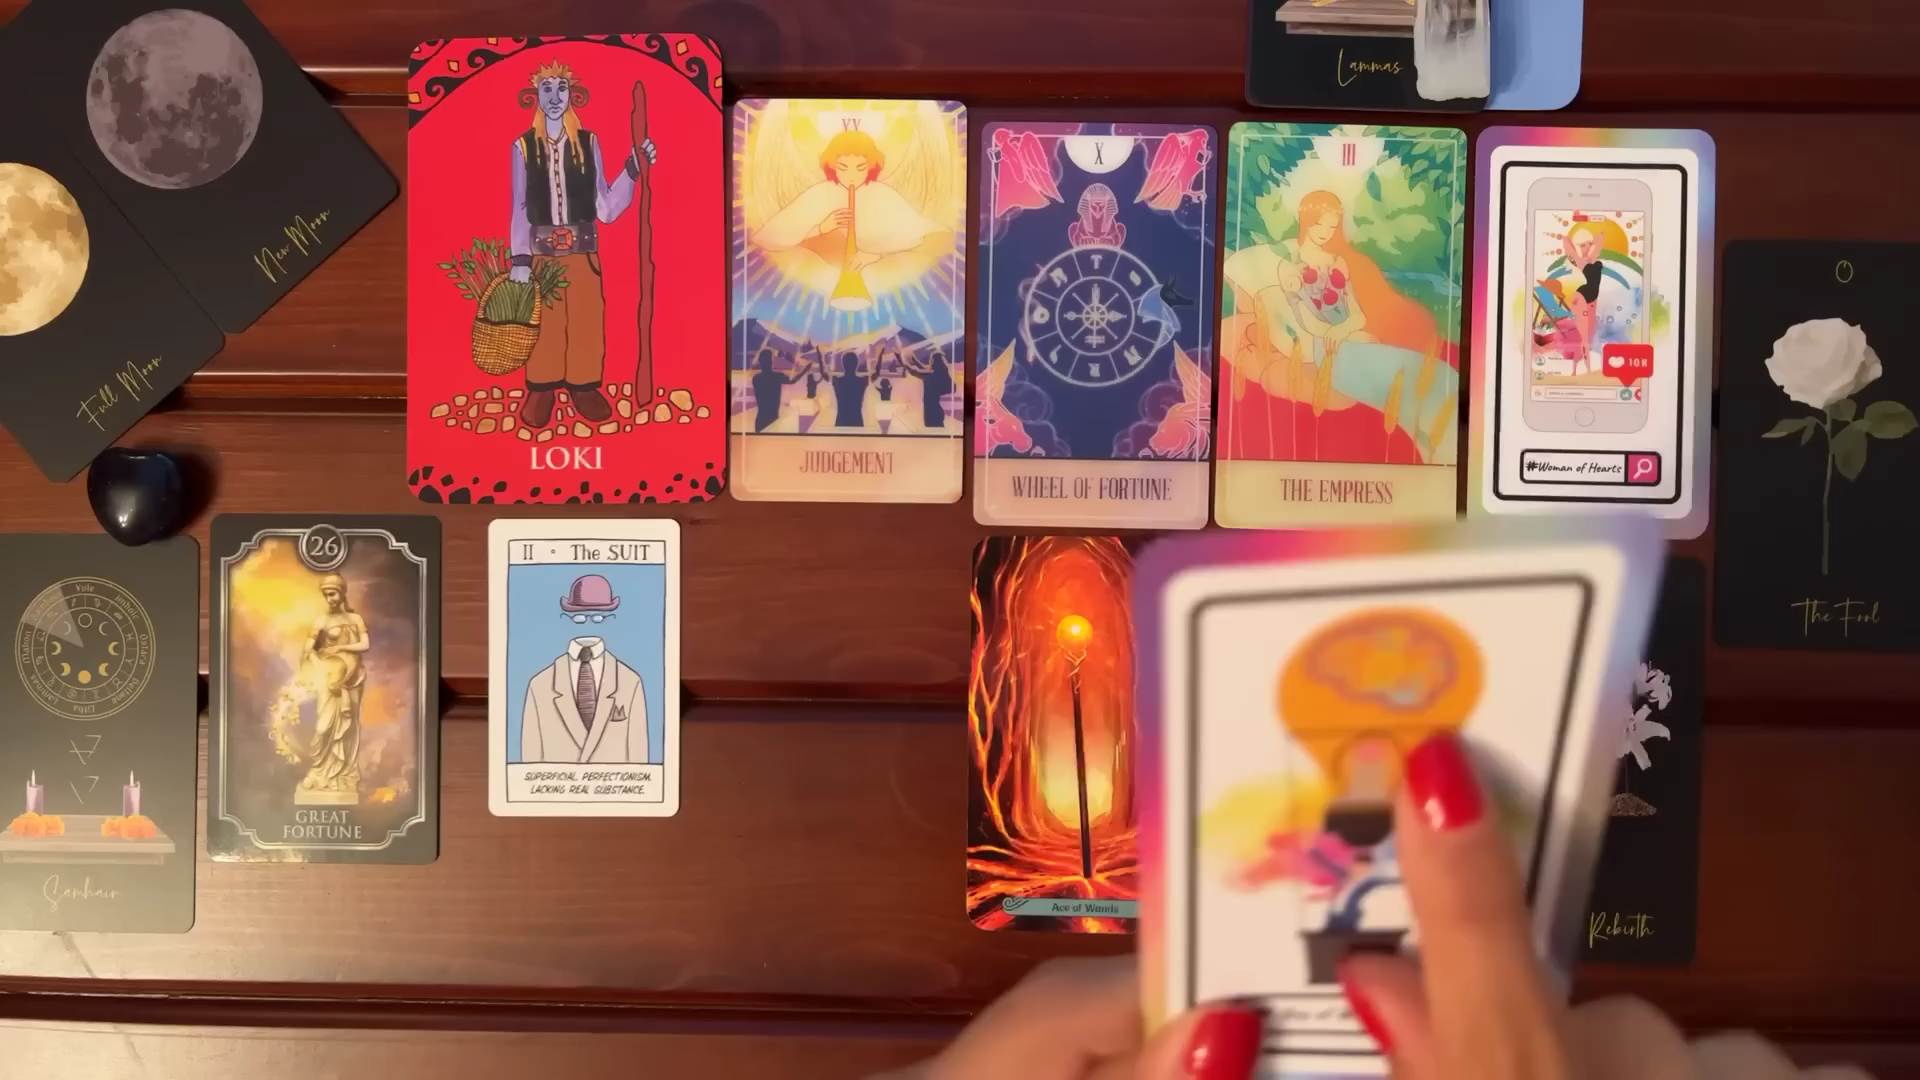 Lammas
New Moon
Full Moon
LOKI
XX
JUDGEMENT
X
WHEEL OF FORTUNE
III
THE EMPRESS
10K
#Woman of Hearts
0
The Fool
Samhain
26
GREAT
FORTUNE
II • The SUIT
SUPERFICIAL PERFECTIONISM.
LACKING REAL SUBSTANCE.
Ace of Wands
Rebirth